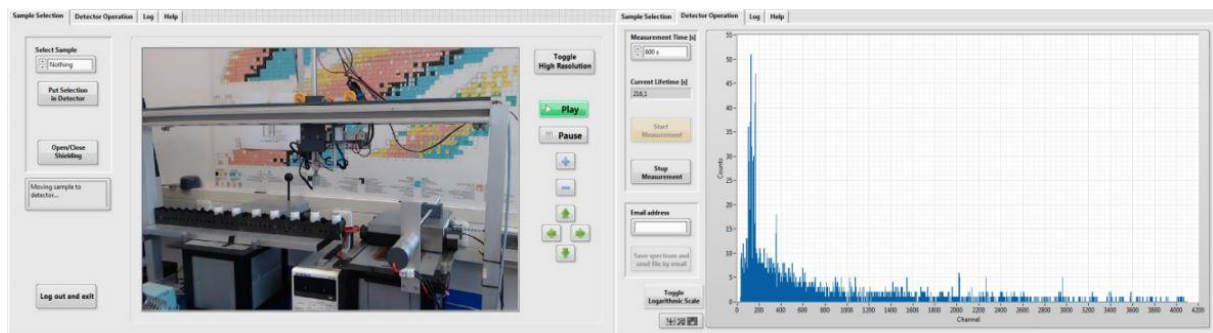 Sample Selection Detector Operation Log Help
Select Sample
Nothing
Put Selection
in Detector
Open/Close
Shielding
Moving sample to
detector...
Log out and exit
Toggle
High Resolution
Play
Pause
Sample Selection Detector Operation Log Help
Measurement Time [s]
600 s
Current Lifetime [s]
216,1
Start
Measurement
Stop
Measurement
Email address
Save spectrum and
send file by email
Toggle
Logarithmic Scale
Counts
55
50
45
40
35
30
25
20
15
10
5
0
0 200 400 600 800 1000 1200 1400 1600 1800 2000 2200 2400 2600 2800 3000 3200 3400 3600 3800 4000 4200
Channel